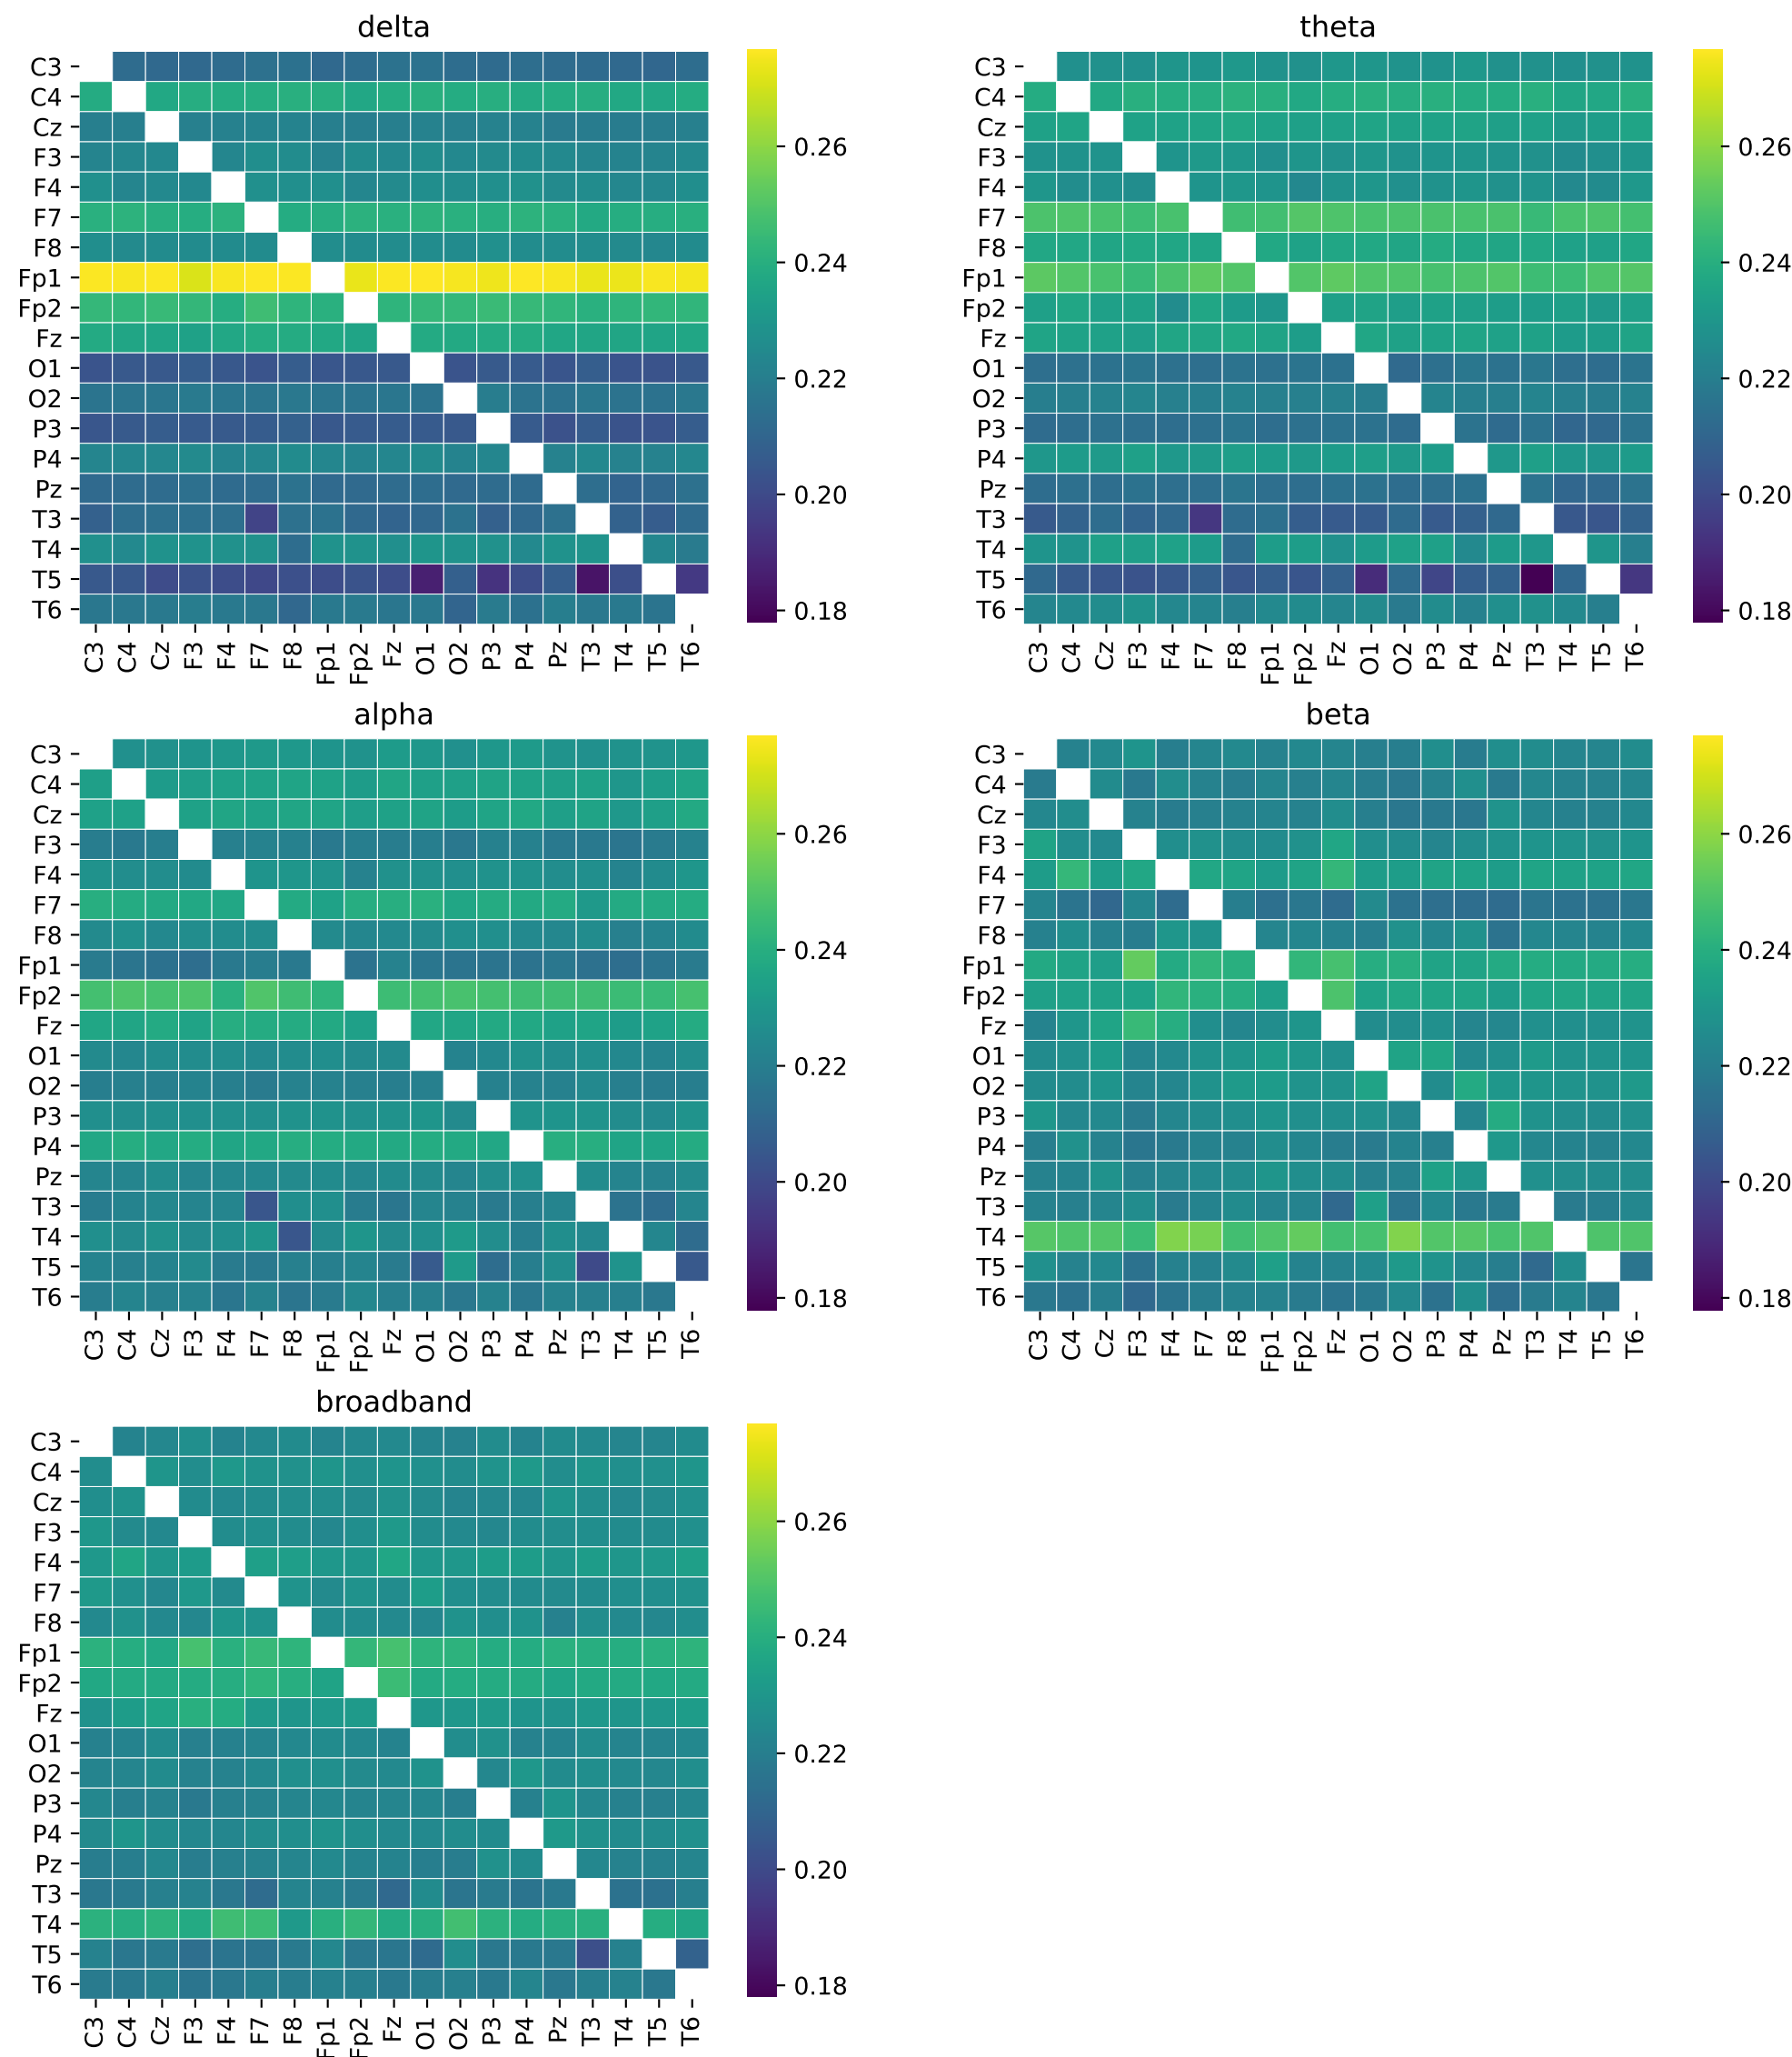 delta
C3
C4
Cz
F3
F4
F7
F8
Fp1
Fp2
Fz
O1
O2
P3
P4
Pz
T3
T4
T5
T6
C3 C4 Cz F3 F4 F7 F8 Fp1 Fp2 Fz O1 O2 P3 P4 Pz T3 T4 T5 T6
0.26
0.24
0.22
0.20
0.18
theta
C3
C4
Cz
F3
F4
F7
F8
Fp1
Fp2
Fz
O1
O2
P3
P4
Pz
T3
T4
T5
T6
C3 C4 Cz F3 F4 F7 F8 Fp1 Fp2 Fz O1 O2 P3 P4 Pz T3 T4 T5 T6
0.26
0.24
0.22
0.20
0.18
alpha
C3
C4
Cz
F3
F4
F7
F8
Fp1
Fp2
Fz
O1
O2
P3
P4
Pz
T3
T4
T5
T6
C3 C4 Cz F3 F4 F7 F8 Fp1 Fp2 Fz O1 O2 P3 P4 Pz T3 T4 T5 T6
0.26
0.24
0.22
0.20
0.18
beta
C3
C4
Cz
F3
F4
F7
F8
Fp1
Fp2
Fz
O1
O2
P3
P4
Pz
T3
T4
T5
T6
C3 C4 Cz F3 F4 F7 F8 Fp1 Fp2 Fz O1 O2 P3 P4 Pz T3 T4 T5 T6
0.26
0.24
0.22
0.20
0.18
broadband
C3
C4
Cz
F3
F4
F7
F8
Fp1
Fp2
Fz
O1
O2
P3
P4
Pz
T3
T4
T5
T6
C3 C4 Cz F3 F4 F7 F8 Fp1 Fp2 Fz O1 O2 P3 P4 Pz T3 T4 T5 T6
0.26
0.24
0.22
0.20
0.18